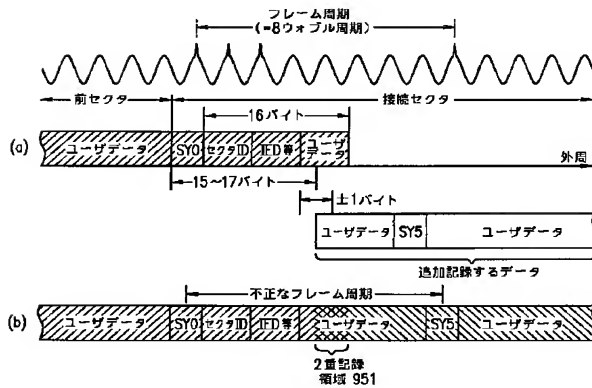 フレーム周期
(=8ウォブル周期)
前セクタ
接続セクタ
16バイト
(a)
ユーザデータ
SY0
セクタID
IED等
ユーザデータ
外周
15~17バイト
±1バイト
ユーザデータ
SY5
ユーザデータ
追加記録するデータ
不正なフレーム周期
(b)
ユーザデータ
SY0
セクタID
IED等
ユーザデータ
SY5
ユーザデータ
2重記録
領域 951